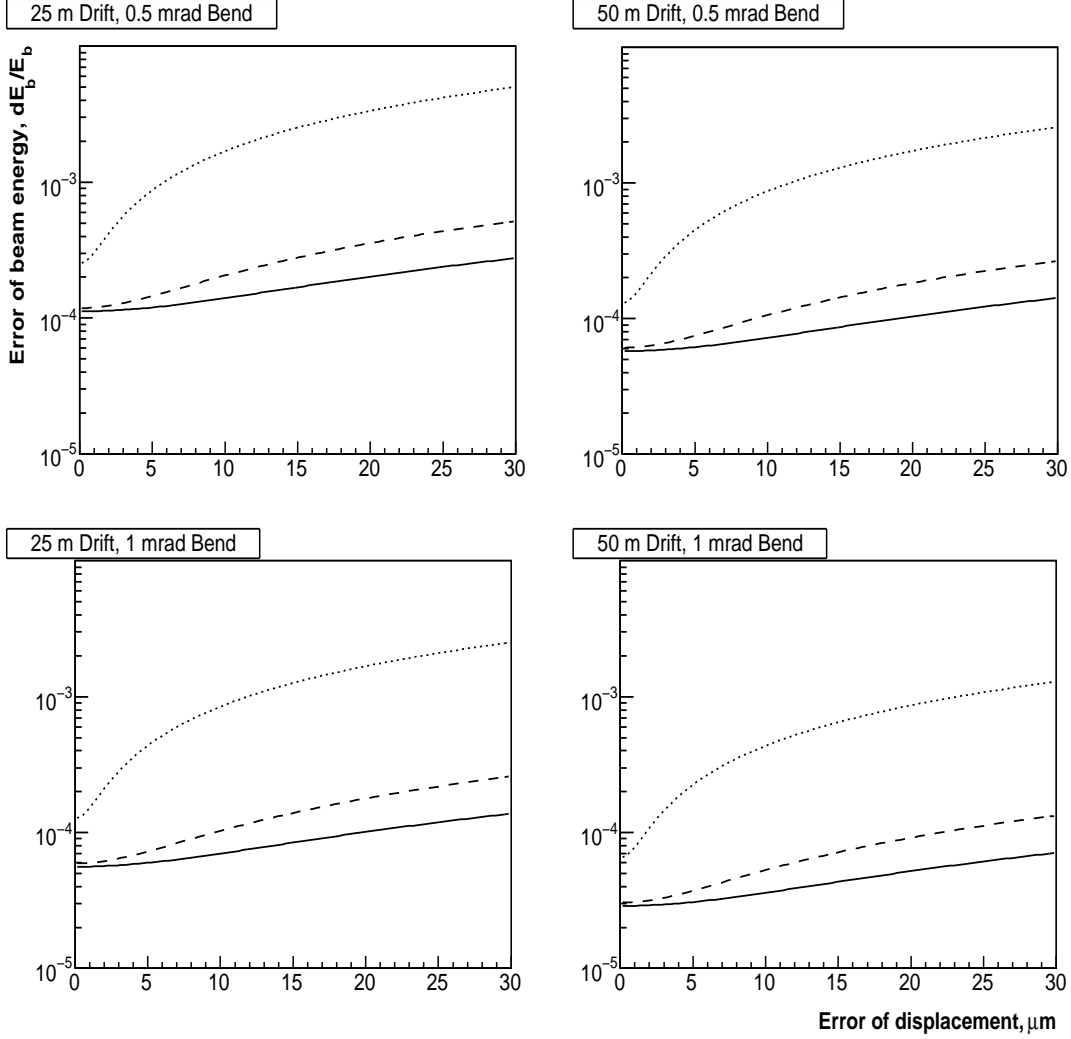 25 m Drift, 0.5 mrad Bend
Error of beam energy, dE_b/E_b
10⁻³
10⁻⁴
10⁻⁵
0 5 10 15 20 25 30
50 m Drift, 0.5 mrad Bend
10⁻³
10⁻⁴
10⁻⁵
0 5 10 15 20 25 30
25 m Drift, 1 mrad Bend
10⁻³
10⁻⁴
10⁻⁵
0 5 10 15 20 25 30
50 m Drift, 1 mrad Bend
10⁻³
10⁻⁴
10⁻⁵
0 5 10 15 20 25 30
Error of displacement, μm